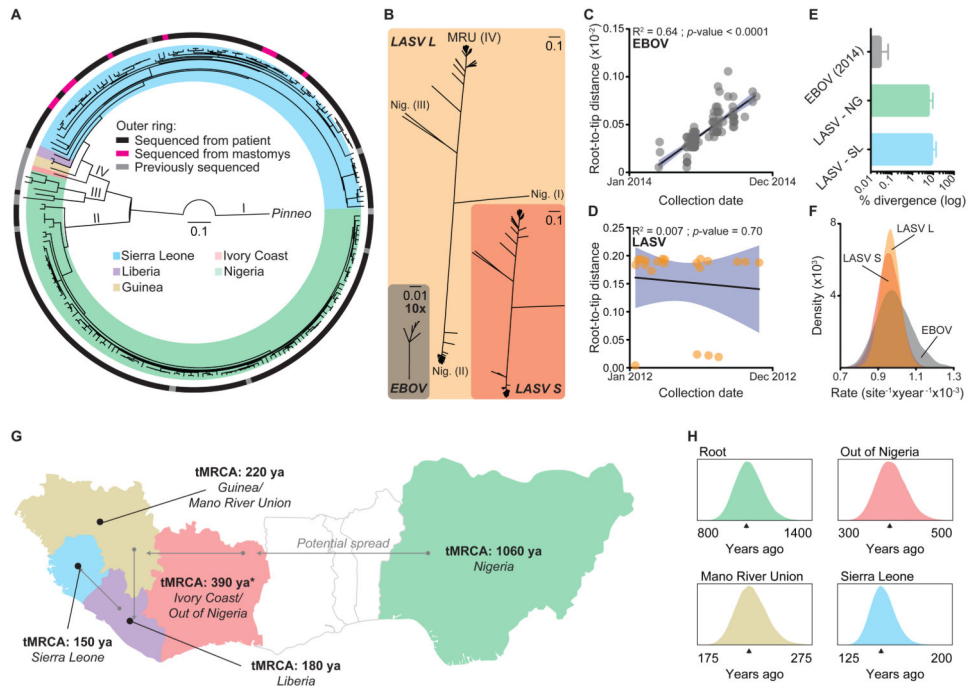 A
Outer ring:
Sequenced from patient
Sequenced from mastomys
Previously sequenced
IV
III
II
I
Pinneo
0.1
Sierra Leone
Liberia
Guinea
Ivory Coast
Nigeria
B
LASV L
MRU (IV)
0.1
Nig. (III)
Nig. (I)
0.1
0.01
10x
EBOV
Nig. (II)
LASV S
C
R² = 0.64 ; p-value < 0.0001
EBOV
Root-to-tip distance (x10⁻²)
0.15
0.10
0.05
0.00
Jan 2014
Dec 2014
Collection date
D
R² = 0.007 ; p-value = 0.70
LASV
Root-to-tip distance
0.25
0.20
0.15
0.10
0.05
0.00
Jan 2012
Dec 2012
Collection date
E
EBOV (2014)
LASV - NG
LASV - SL
0.01
0.1
1
10
100
% divergence (log)
F
LASV L
LASV S
EBOV
Density (x10³)
8
4
0
0.7
0.9
1.1
1.3
Rate (site⁻¹xyear⁻¹x10⁻³)
G
tMRCA: 220 ya
Guinea/
Mano River Union
Potential spread
tMRCA: 1060 ya
Nigeria
tMRCA: 390 ya*
Ivory Coast/
Out of Nigeria
tMRCA: 150 ya
Sierra Leone
tMRCA: 180 ya
Liberia
H
Root
800
1400
Years ago
Out of Nigeria
300
500
Years ago
Mano River Union
175
275
Years ago
Sierra Leone
125
200
Years ago